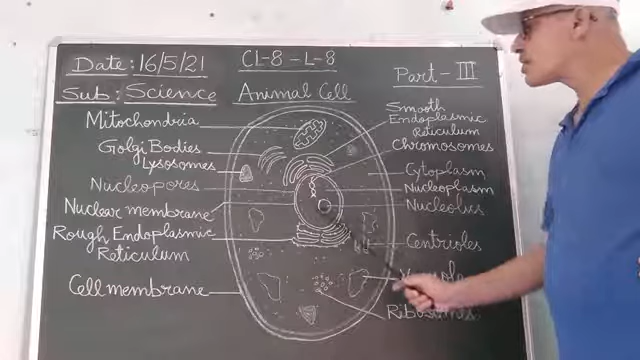 Date: 16/5/21
CL-8 - L-8
Part - III
Sub: Science
Animal Cell
Mitochondria
Golgi Bodies
Lysosomes
Nucleopores
Nuclear membrane
Rough Endoplasmic
Reticulum
Cell membrane
Smooth
Endoplasmic
Reticulum
Chromosomes
Cytoplasm
Nucleoplasm
Nucleolus
Centrioles
Ribosomes